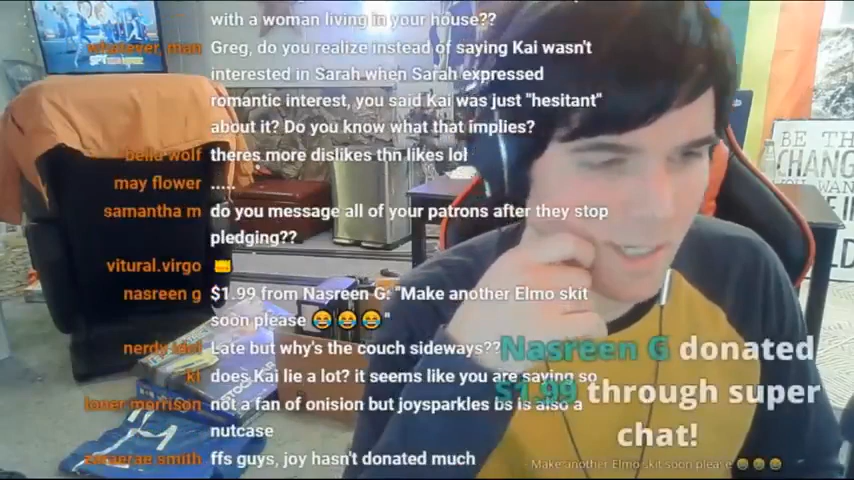 with a woman living in your house??
whatever man Greg, do you realize instead of saying Kai wasn't
interested in Sarah when Sarah expressed
romantic interest, you said Kai was just "hesitant"
about it? Do you know what that implies?
bella wolf theres more dislikes thn likes lol
may flower .....
samantha m do you message all of your patrons after they stop
pledging??
vitural.virgo
nasreen g $1.99 from Nasreen G: "Make another Elmo skit
soon please 😂😂😂"
Late but why's the couch sideways??
kl does Kai lie a lot? it seems like you are saying so
loner morrison not a fan of onision but joysparkles bs is also a
nutcase
smith ffs guys, joy hasn't donated much
Nasreen G donated
$1.99 through super
chat!
Make another Elmo skit soon please 😂😂😂
BE THE
CHANGE